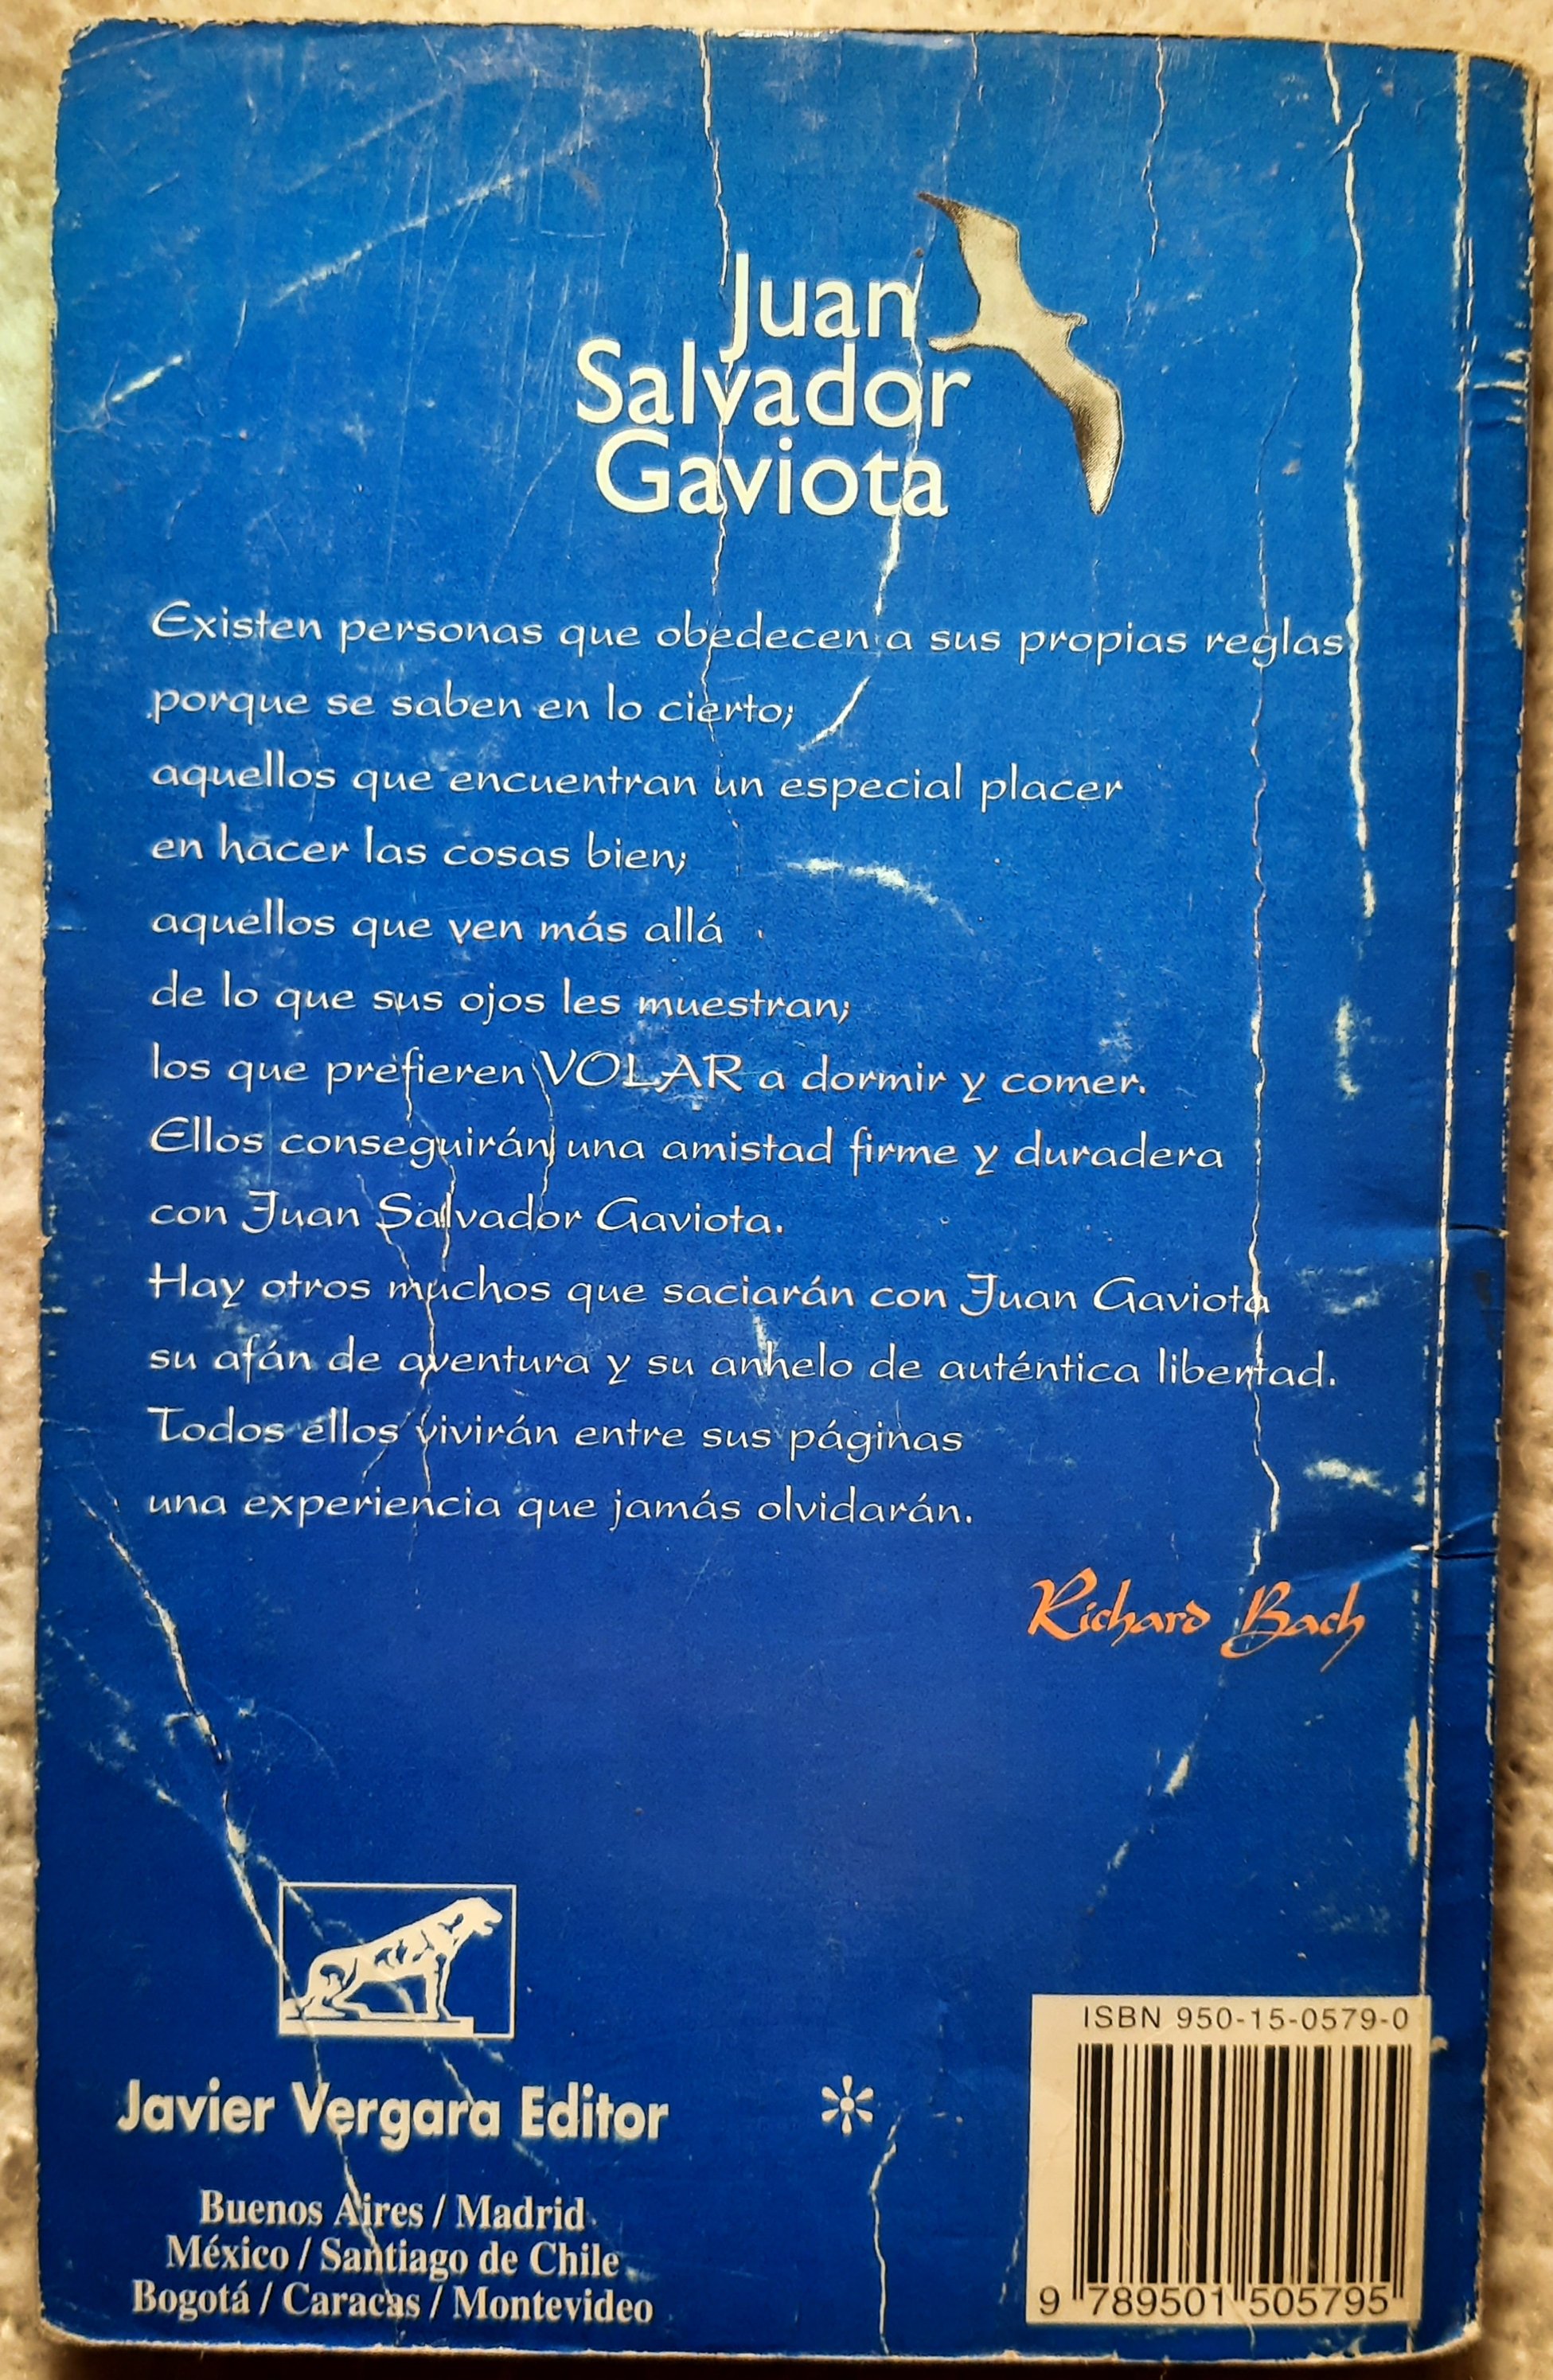 Juan
Salvador
Gaviota
Existen personas que obedecen a sus propias reglas
porque se saben en lo cierto;
aquellos que encuentran un especial placer
en hacer las cosas bien;
aquellos que ven más allá
de lo que sus ojos les muestran;
los que prefieren VOLAR a dormir y comer.
Ellos conseguirán una amistad firme y duradera
con Juan Salvador Gaviota.
Hay otros muchos que saciarán con Juan Gaviota
su afán de aventura y su anhelo de auténtica libertad.
Todos ellos vivirán entre sus páginas
una experiencia que jamás olvidarán.
Richard Bach
Javier Vergara Editor
*
Buenos Aires / Madrid
México / Santiago de Chile
Bogotá / Caracas / Montevideo
ISBN 950-15-0579-0
9 789501 505795